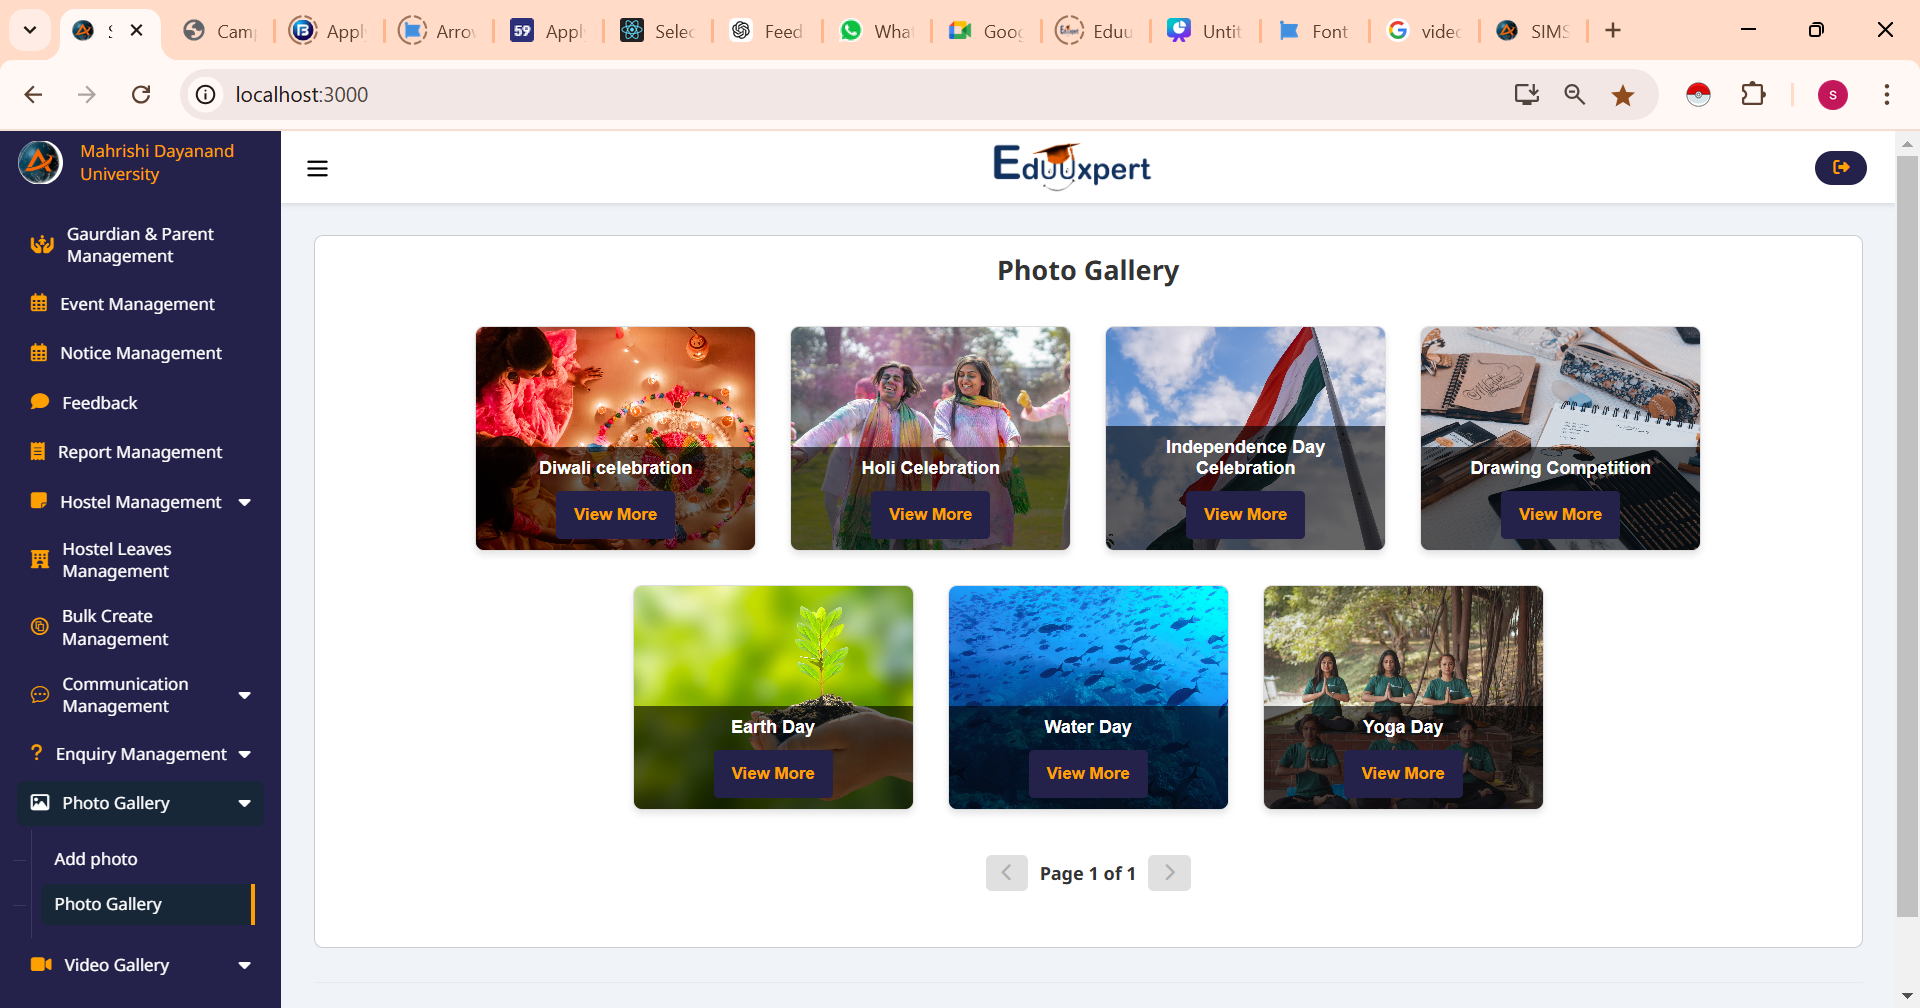 Cam
Appl
Arro
59 Appl
Selec
Feed
What
Goog
Eduu
Untit
Font
video
SIMS
localhost:3000
S
Mahrishi Dayanand
University
Eduuxpert
Gaurdian & Parent
Management
Event Management
Notice Management
Feedback
Report Management
Hostel Management
Hostel Leaves
Management
Bulk Create
Management
Communication
Management
Enquiry Management
Photo Gallery
Add photo
Photo Gallery
Video Gallery
Photo Gallery
Diwali celebration
View More
Holi Celebration
View More
Independence Day
Celebration
View More
Drawing Competition
View More
Earth Day
View More
Water Day
View More
Yoga Day
View More
Page 1 of 1